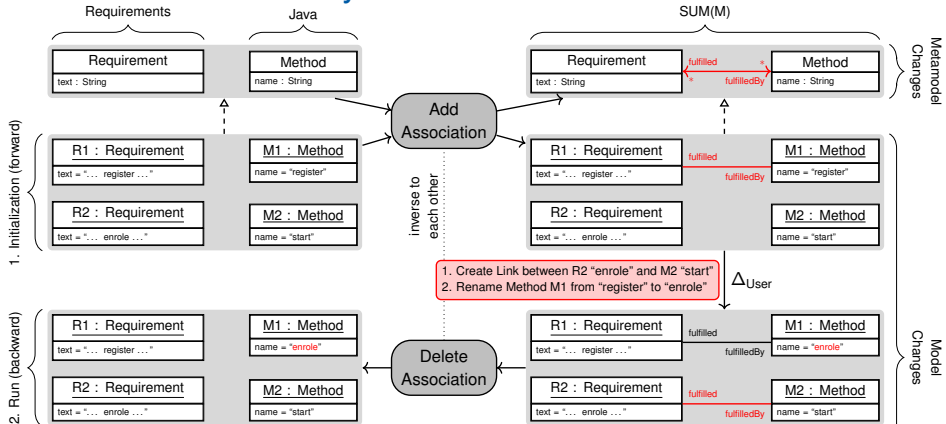 Requirements
Java
SUM(M)
Requirement
text : String
Method
name : String
Requirement
text : String
fulfilled
*
*
fulfilledBy
Method
name : String
Metamodel
Changes
Add
Association
1. Initialization (forward)
R1 : Requirement
text = “... register ...”
M1 : Method
name = “register”
R2 : Requirement
text = “... enrole ...”
M2 : Method
name = “start”
inverse to
each other
R1 : Requirement
text = “... register ...”
fulfilled
fulfilledBy
M1 : Method
name = “register”
R2 : Requirement
text = “... enrole ...”
M2 : Method
name = “start”
1. Create Link between R2 “enrole” and M2 “start”
2. Rename Method M1 from “register” to “enrole”
ΔUser
Model
Changes
2. Run (backward)
R1 : Requirement
text = “... register ...”
M1 : Method
name = “enrole”
R2 : Requirement
text = “... enrole ...”
M2 : Method
name = “start”
Delete
Association
R1 : Requirement
text = “... register ...”
fulfilled
fulfilledBy
M1 : Method
name = “enrole”
R2 : Requirement
text = “... enrole ...”
fulfilled
fulfilledBy
M2 : Method
name = “start”